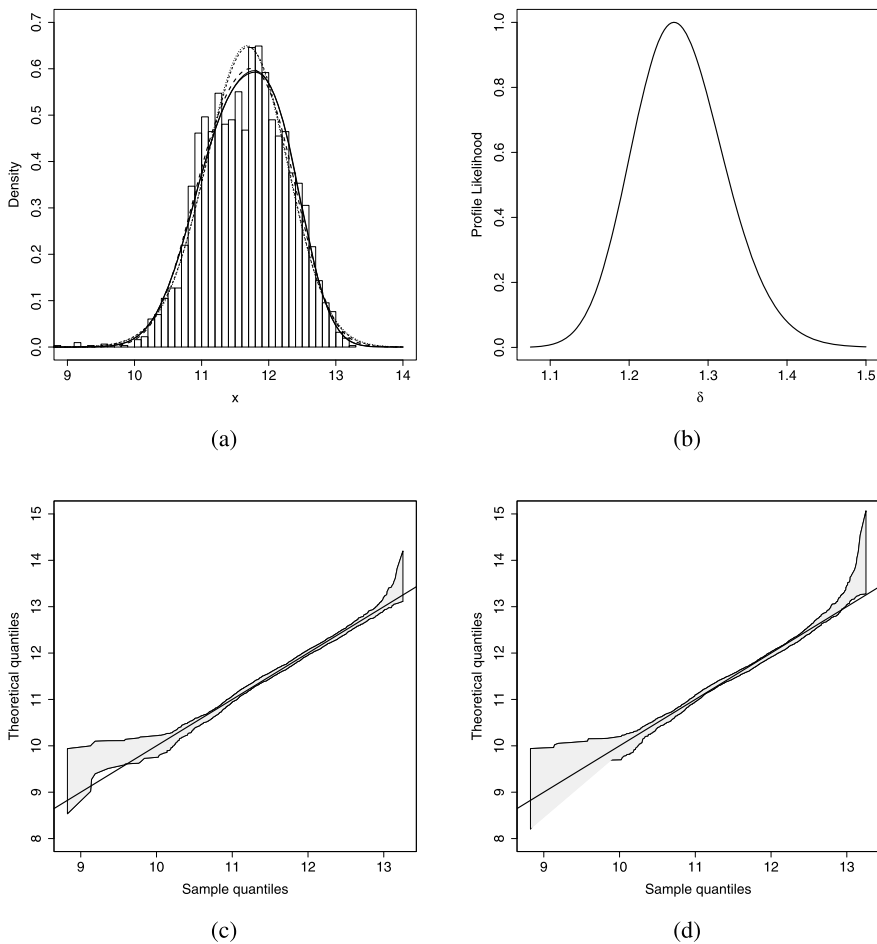 0.7
0.6
0.5
0.4
0.3
0.2
0.1
0.0
Density
9 10 11 12 13 14
x
(a)
1.0
0.8
0.6
0.4
0.2
0.0
Profile Likelihood
1.1 1.2 1.3 1.4 1.5
δ
(b)
15
14
13
12
11
10
9
8
Theoretical quantiles
9 10 11 12 13
Sample quantiles
(c)
15
14
13
12
11
10
9
8
Theoretical quantiles
9 10 11 12 13
Sample quantiles
(d)